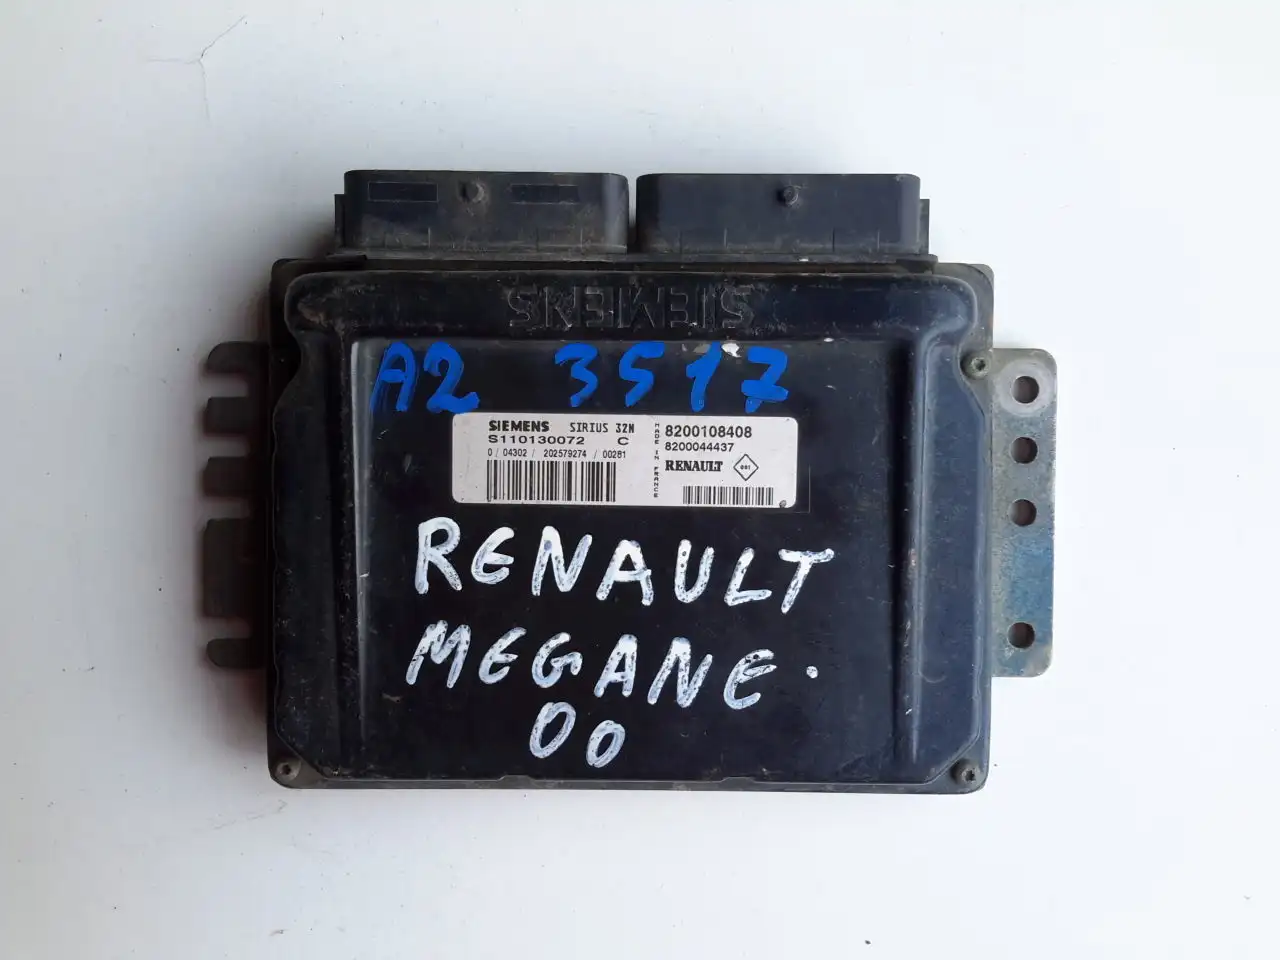 SIEMENS
A2 3517
SIEMENS SIRIUS 32N
S110130072 C
0 / 04302 / 202579274 / 00281
MADE IN FRANCE
8200108408
8200044437
RENAULT 001
RENAULT
MEGANE.
00